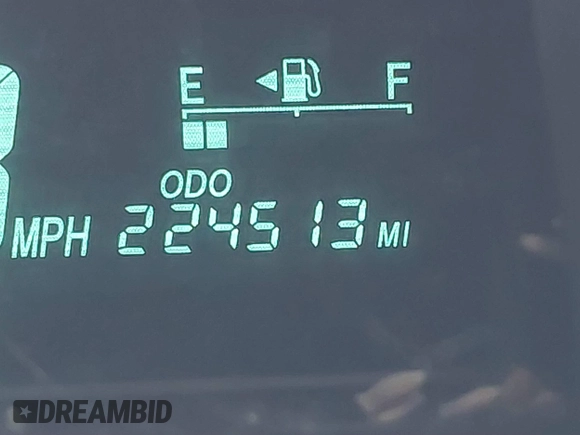 E F
ODO
MPH 224513 MI
DREAMBID